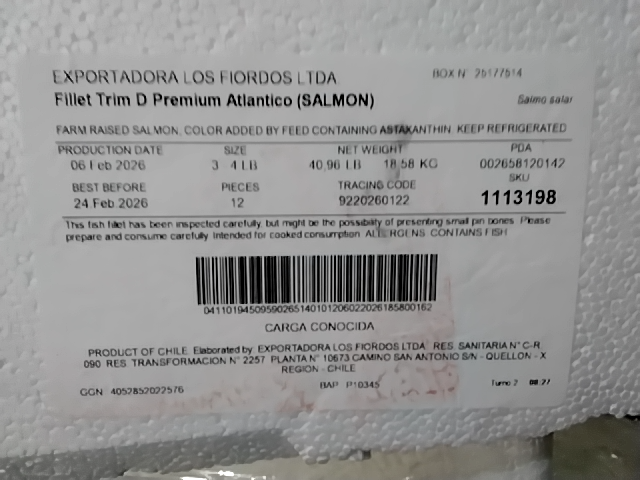 EXPORTADORA LOS FIORDOS LTDA BOX N° 25177514
Fillet Trim D Premium Atlantico (SALMON) Salmo salar
FARM RAISED SALMON, COLOR ADDED BY FEED CONTAINING ASTAXANTHIN KEEP REFRIGERATED
PRODUCTION DATE SIZE NET WEIGHT PDA
06 Feb 2026 3 4 LB 40,96 LB 18,58 KG 002658120142
BEST BEFORE PIECES TRACING CODE SKU
24 Feb 2026 12 9220260122 1113198
This fish fillet has been inspected carefully, but might be the possibility of presenting small pin bones. Please
prepare and consume carefully. Intended for cooked consumption. ALLERGENS: CONTAINS FISH
04110194509590265140101206022026185800162
CARGA CONOCIDA
PRODUCT OF CHILE. Elaborated by: EXPORTADORA LOS FIORDOS LTDA RES. SANITARIA N° C-R
090 RES. TRANSFORMACION N° 2257 PLANTA N° 10673 CAMINO SAN ANTONIO S/N - QUELLON - X
REGION - CHILE
GGN 4052852022576 BAP P10345 Turno 2 08:27